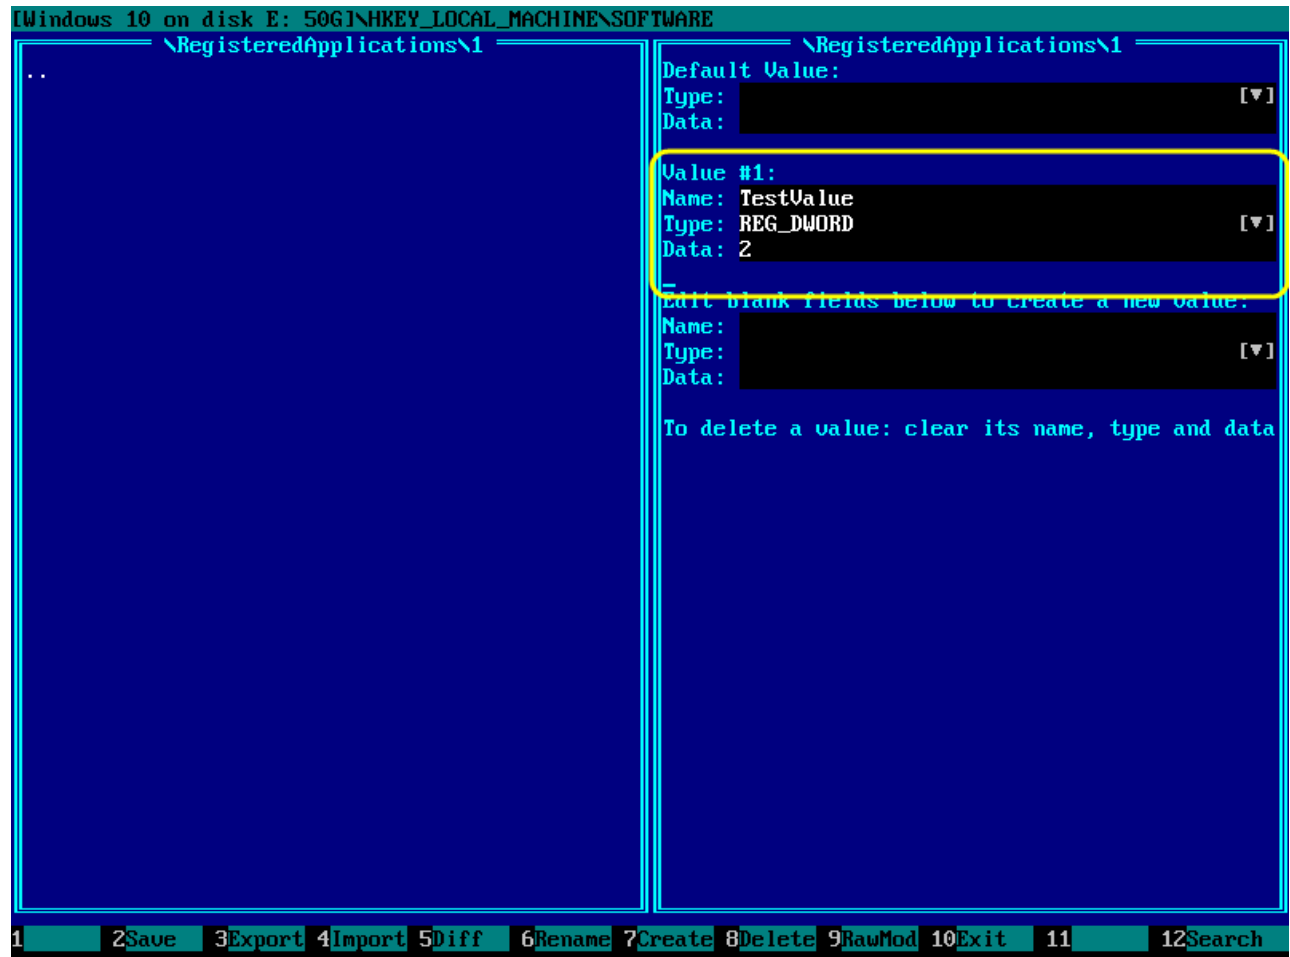 [Windows 10 on disk E: 50G]\HKEY_LOCAL_MACHINE\SOFTWARE
\RegisteredApplications\1
..
\RegisteredApplications\1
Default Value:
Type: [▼]
Data:
Value #1:
Name: TestValue
Type: REG_DWORD [▼]
Data: 2
Edit blank fields below to create a new value:
Name:
Type: [▼]
Data:
To delete a value: clear its name, type and data
1 2Save 3Export 4Import 5Diff 6Rename 7Create 8Delete 9RawMod 10Exit 11 12Search